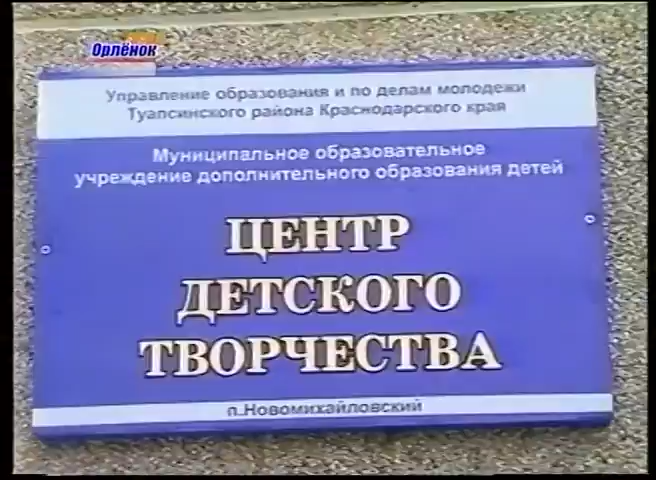 Орлёнок
Управление образования и по делам молодежи
Туапсинского района Краснодарского края
Муниципальное образовательное
учреждение дополнительного образования детей
ЦЕНТР
ДЕТСКОГО
ТВОРЧЕСТВА
п.Новомихайловский